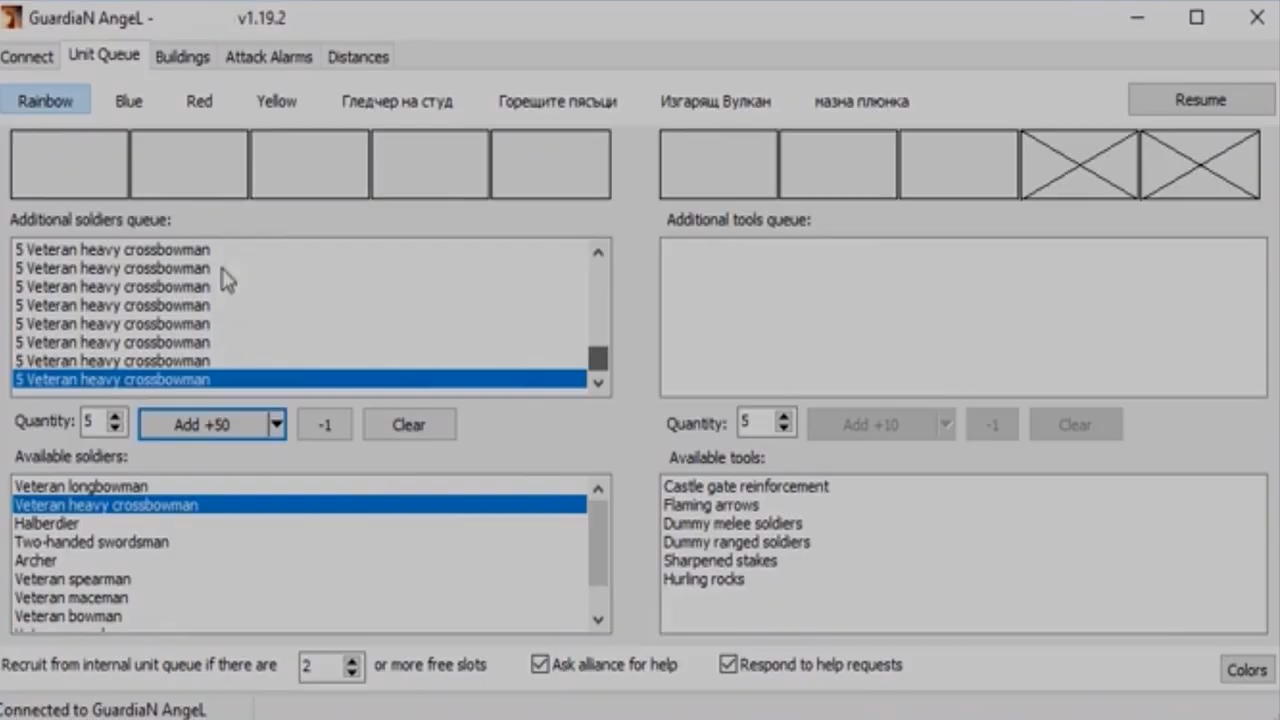 GuardiaN AngeL - v1.19.2
Connect Unit Queue Buildings Attack Alarms Distances
Rainbow Blue Red Yellow Гледчер на студ Горещите пясъци Изгарящ Вулкан мазна плюнка Resume
Additional soldiers queue: Additional tools queue:
5 Veteran heavy crossbowman
5 Veteran heavy crossbowman
5 Veteran heavy crossbowman
5 Veteran heavy crossbowman
5 Veteran heavy crossbowman
5 Veteran heavy crossbowman
5 Veteran heavy crossbowman
5 Veteran heavy crossbowman
Quantity: 5 Add +50 -1 Clear Quantity: 5 Add +10 -1 Clear
Available soldiers: Available tools:
Veteran longbowman Castle gate reinforcement
Veteran heavy crossbowman Flaming arrows
Halberdier Dummy melee soldiers
Two-handed swordsman Dummy ranged soldiers
Archer Sharpened stakes
Veteran spearman Hurling rocks
Veteran maceman
Veteran bowman
Recruit from internal unit queue if there are 2 or more free slots Ask alliance for help Respond to help requests Colors
Connected to GuardiaN AngeL